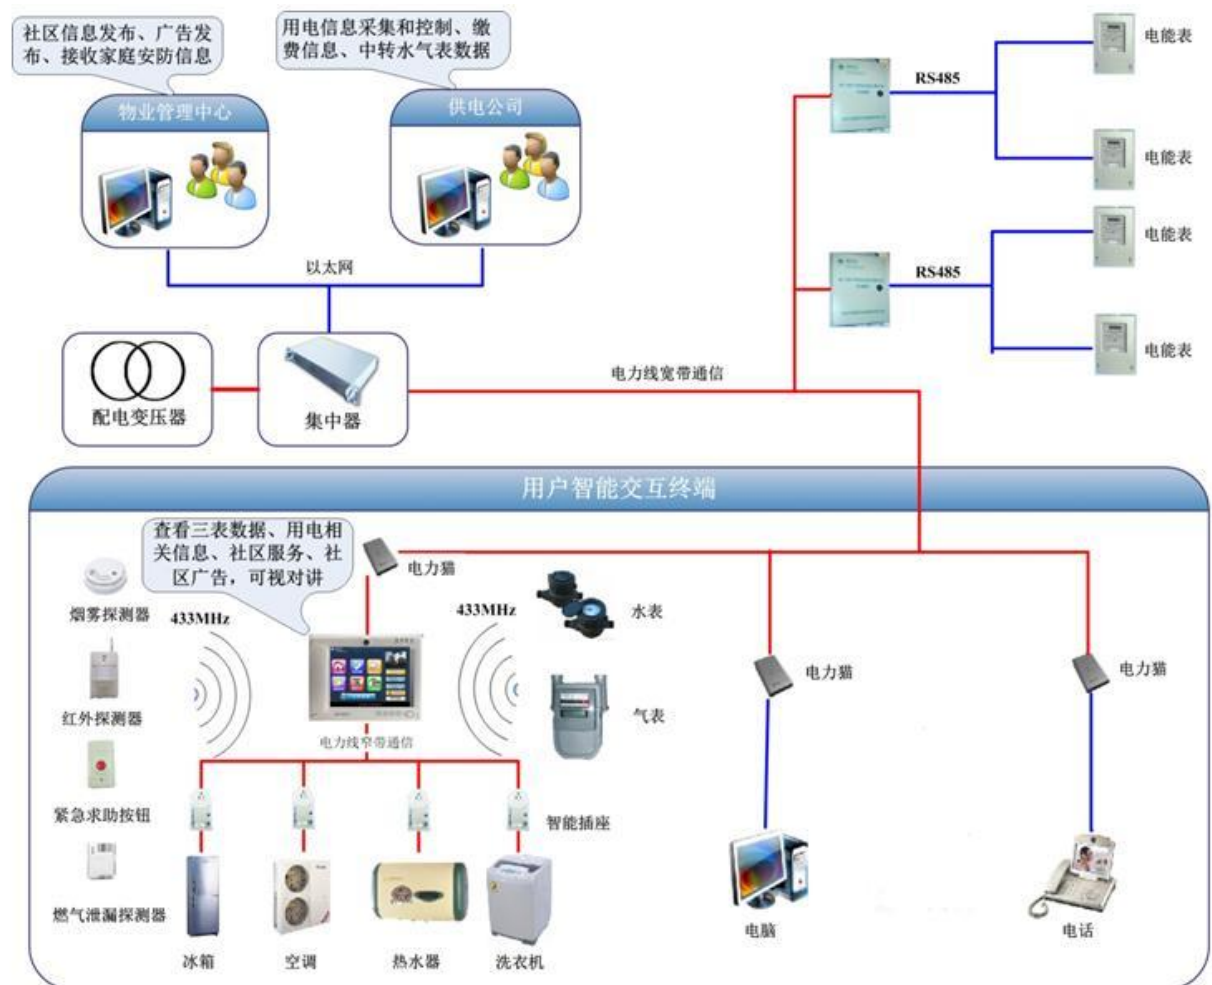 社区信息发布、广告发
布、接收家庭安防信息
用电信息采集和控制、缴
费信息、中转水气表数据
物业管理中心
供电公司
以太网
配电变压器
集中器
电力线宽带通信
RS485
电能表
电能表
RS485
电能表
电能表
用户智能交互终端
查看三表数据、用电相
关信息、社区服务、社
区广告，可视对讲
电力猫
烟雾探测器
433MHz
433MHz
水表
红外探测器
气表
电力猫
电力猫
电力线窄带通信
紧急求助按钮
智能插座
燃气泄漏探测器
冰箱
空调
热水器
洗衣机
电脑
电话